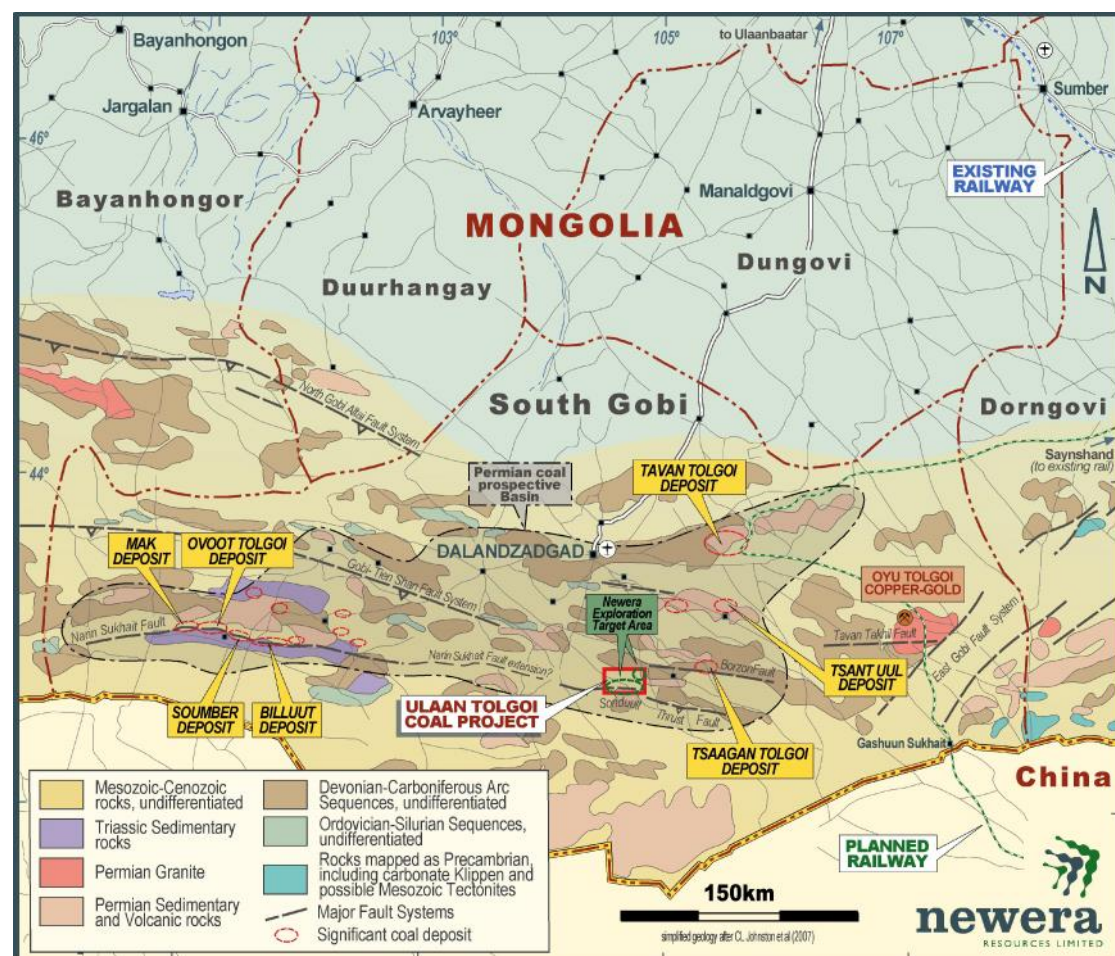 103°
105°
107°
to Ulaanbaatar
Bayanhongon
Jargalan
Arvayheer
Sumber
46°
EXISTING
RAILWAY
Manaldgovi
Bayanhongor
MONGOLIA
Dungovi
Duurhangay
N
North Gobi Altai Fault System
South Gobi
Dorngovi
44°
Saynshand
(to existing rail)
Permian coal
prospective
Basin
TAVAN TOLGOI
DEPOSIT
MAK
DEPOSIT
OVOOT TOLGOI
DEPOSIT
DALANDZADGAD
Gobi-Tien Shan Fault System
OYU TOLGOI
COPPER-GOLD
Newera
Exploration
Target Area
Nariin Sukhait Fault
Tavan Takhil Fault
East Gobi Fault System
Narin Sukhait Fault extension?
Borzon Fault
TSANT UUL
DEPOSIT
SOUMBER
DEPOSIT
BILLUUT
DEPOSIT
ULAAN TOLGOI
COAL PROJECT
Thrust Fault
TSAAGAN TOLGOI
DEPOSIT
Gashuun Sukhait
China
Mesozoic-Cenozoic
rocks, undifferentiated
Triassic Sedimentary
rocks
Permian Granite
Permian Sedimentary
and Volcanic rocks
Devonian-Carboniferous Arc
Sequences, undifferentiated
Ordovician-Silurian Sequences,
undifferentiated
Rocks mapped as Precambrian,
including carbonate Klippen and
possible Mesozoic Tectonites
Major Fault Systems
Significant coal deposit
PLANNED
RAILWAY
150km
simplified geology after CL Johnston et al (2007)
newera
RESOURCES LIMITED